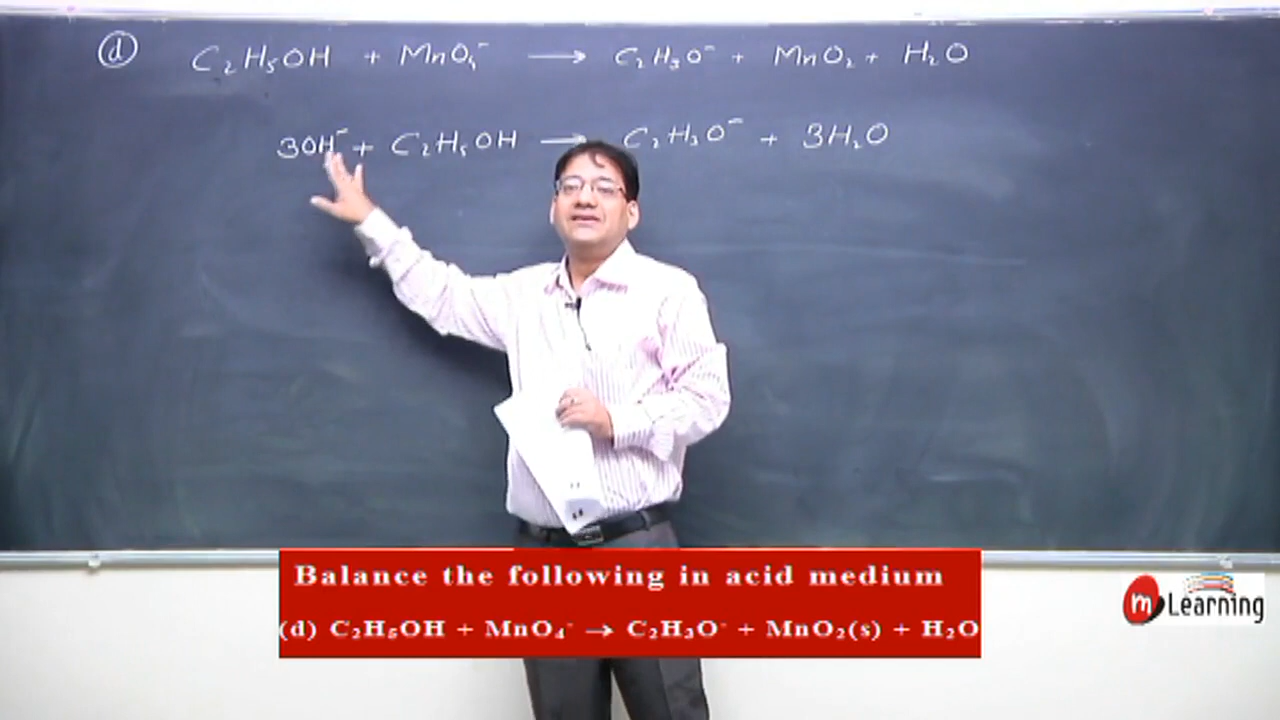 (d) C₂H₅OH + MnO₄⁻ → C₂H₃O⁻ + MnO₂ + H₂O
3OH⁻ + C₂H₅OH → C₂H₃O⁻ + 3H₂O
Balance the following in acid medium
(d) C₂H₅OH + MnO₄⁻ → C₂H₃O⁻ + MnO₂(s) + H₂O
m Learning